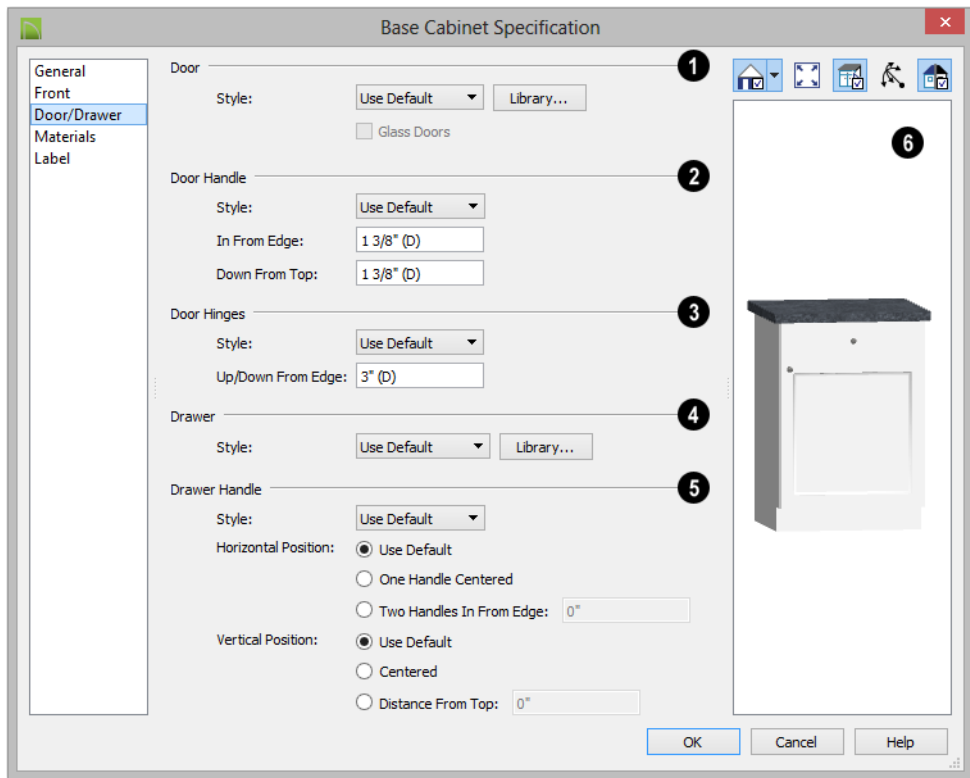 Base Cabinet Specification
General
Front
Door/Drawer
Materials
Label
Door
1
Style:
Use Default
Library...
Glass Doors
Door Handle
2
Style:
Use Default
In From Edge:
1 3/8" (D)
Down From Top:
1 3/8" (D)
Door Hinges
3
Style:
Use Default
Up/Down From Edge:
3" (D)
Drawer
4
Style:
Use Default
Library...
Drawer Handle
5
Style:
Use Default
Horizontal Position:
Use Default
One Handle Centered
Two Handles In From Edge:
0"
Vertical Position:
Use Default
Centered
Distance From Top:
0"
6
OK
Cancel
Help